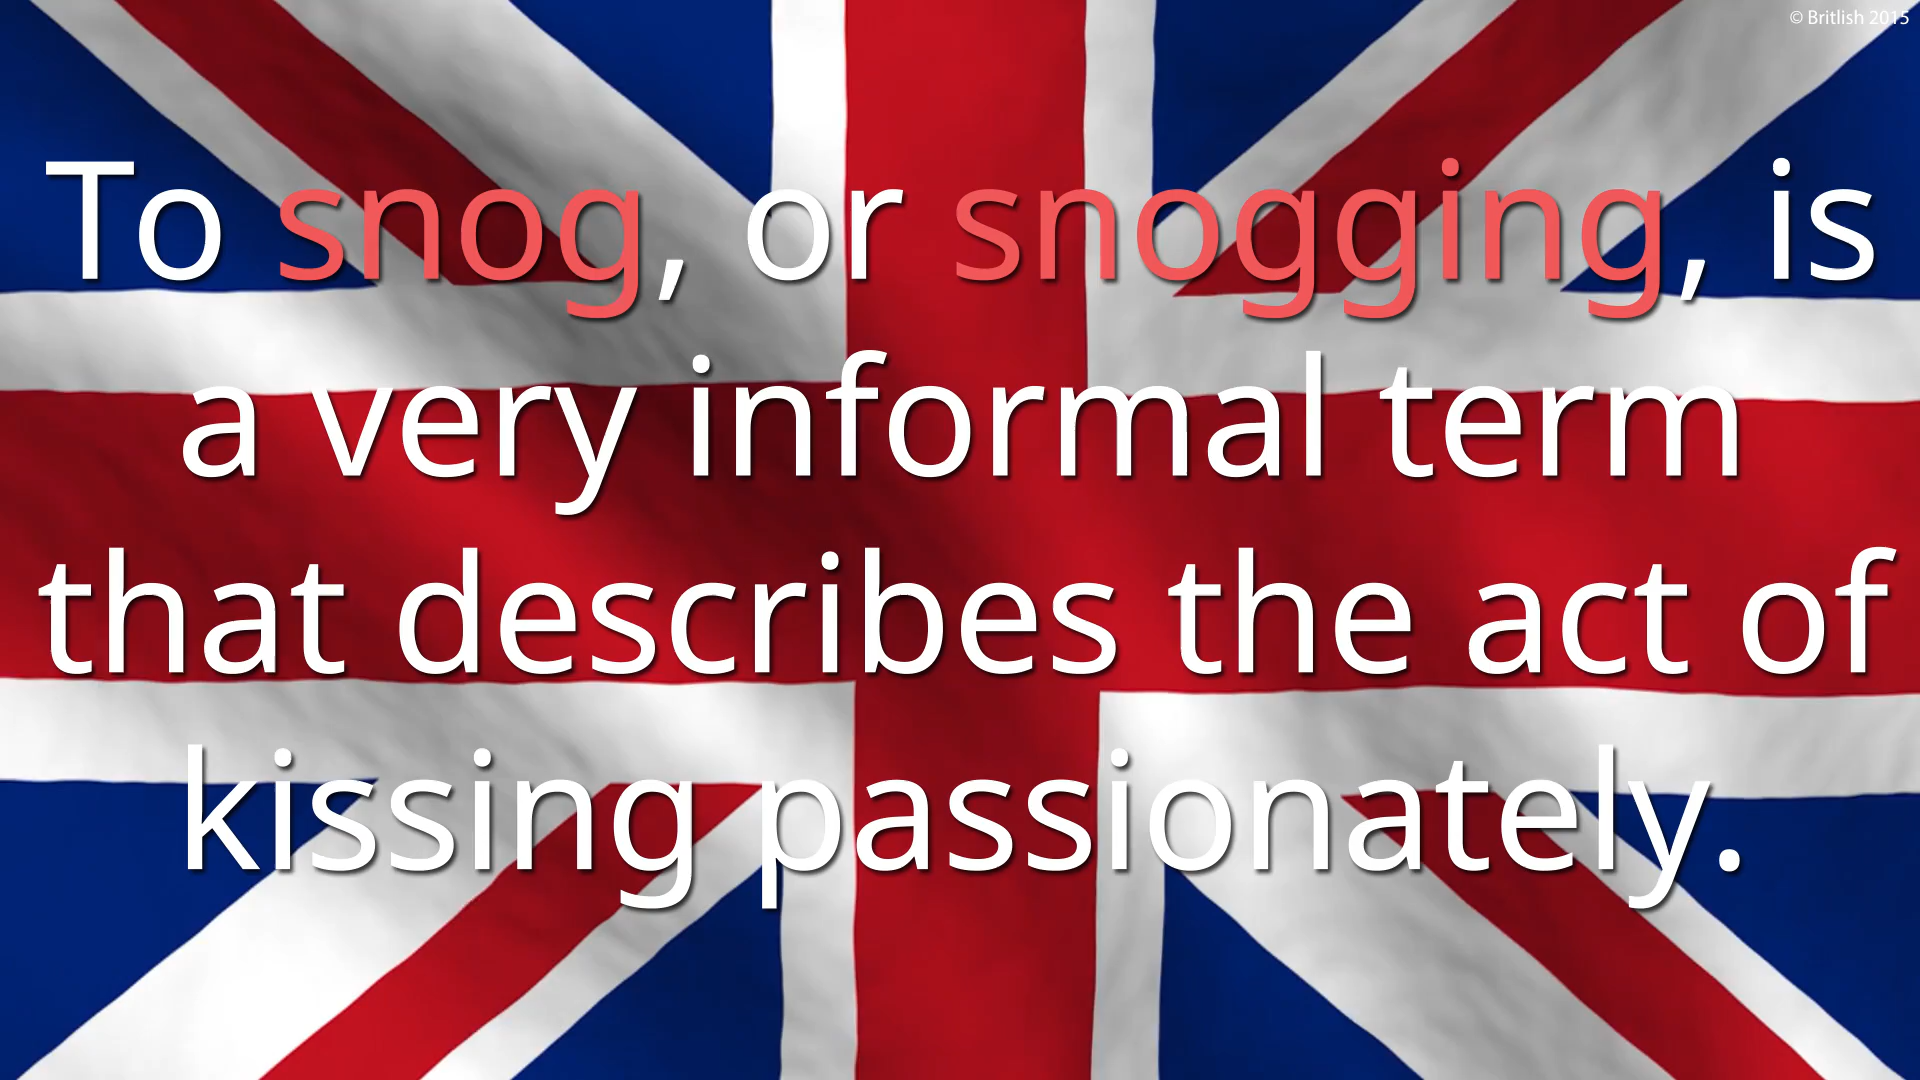 © Britlish 2015
To snog, or snogging, is
a very informal term
that describes the act of
kissing passionately.